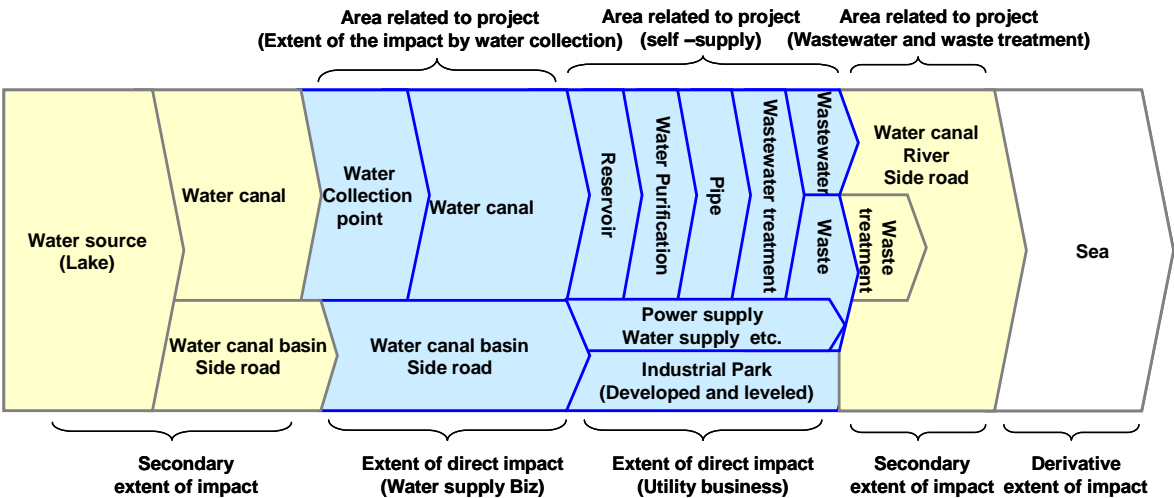 Area related to project
(Extent of the impact by water collection)
Area related to project
(self –supply)
Area related to project
(Wastewater and waste treatment)
Water source
(Lake)
Water canal
Water canal basin
Side road
Water
Collection
point
Water canal
Water canal basin
Side road
Reservoir
Water Purification
Pipe
Wastewater treatment
Wastewater
Waste
Power supply
Water supply etc.
Industrial Park
(Developed and leveled)
Water canal
River
Side road
Waste
treatment
Sea
Secondary
extent of impact
Extent of direct impact
(Water supply Biz)
Extent of direct impact
(Utility business)
Secondary
extent of impact
Derivative
extent of impact